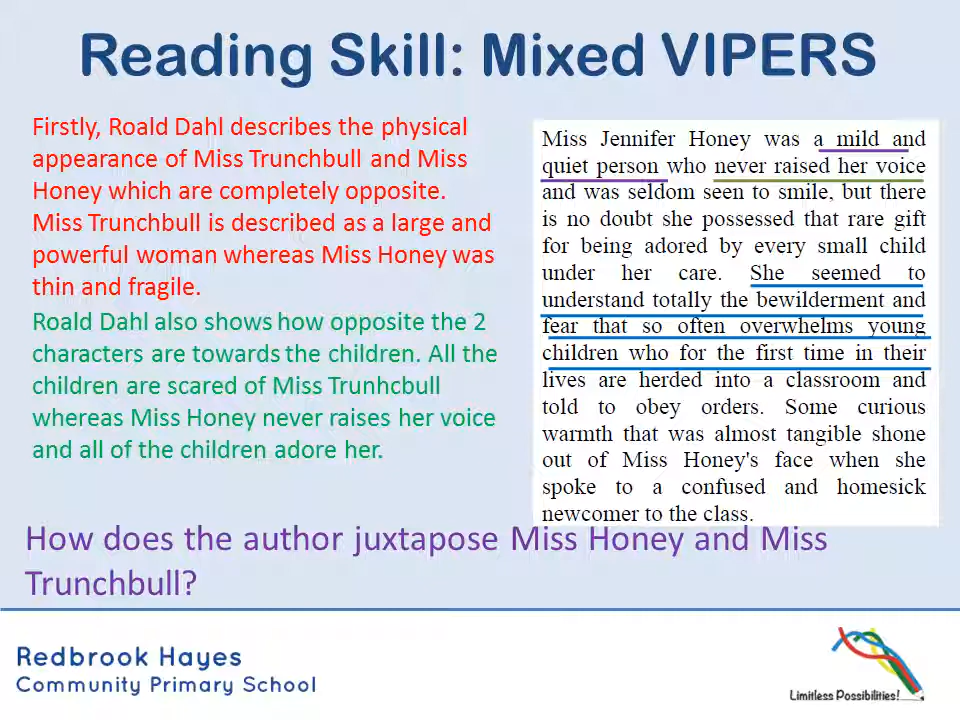 Reading Skill: Mixed VIPERS
Firstly, Roald Dahl describes the physical
appearance of Miss Trunchbull and Miss
Honey which are completely opposite.
Miss Trunchbull is described as a large and
powerful woman whereas Miss Honey was
thin and fragile.
Roald Dahl also shows how opposite the 2
characters are towards the children. All the
children are scared of Miss Trunhcbull
whereas Miss Honey never raises her voice
and all of the children adore her.
Miss Jennifer Honey was a mild and
quiet person who never raised her voice
and was seldom seen to smile, but there
is no doubt she possessed that rare gift
for being adored by every small child
under her care. She seemed to
understand totally the bewilderment and
fear that so often overwhelms young
children who for the first time in their
lives are herded into a classroom and
told to obey orders. Some curious
warmth that was almost tangible shone
out of Miss Honey's face when she
spoke to a confused and homesick
newcomer to the class.
How does the author juxtapose Miss Honey and Miss
Trunchbull?
Redbrook Hayes
Community Primary School
Limitless Possibilities!